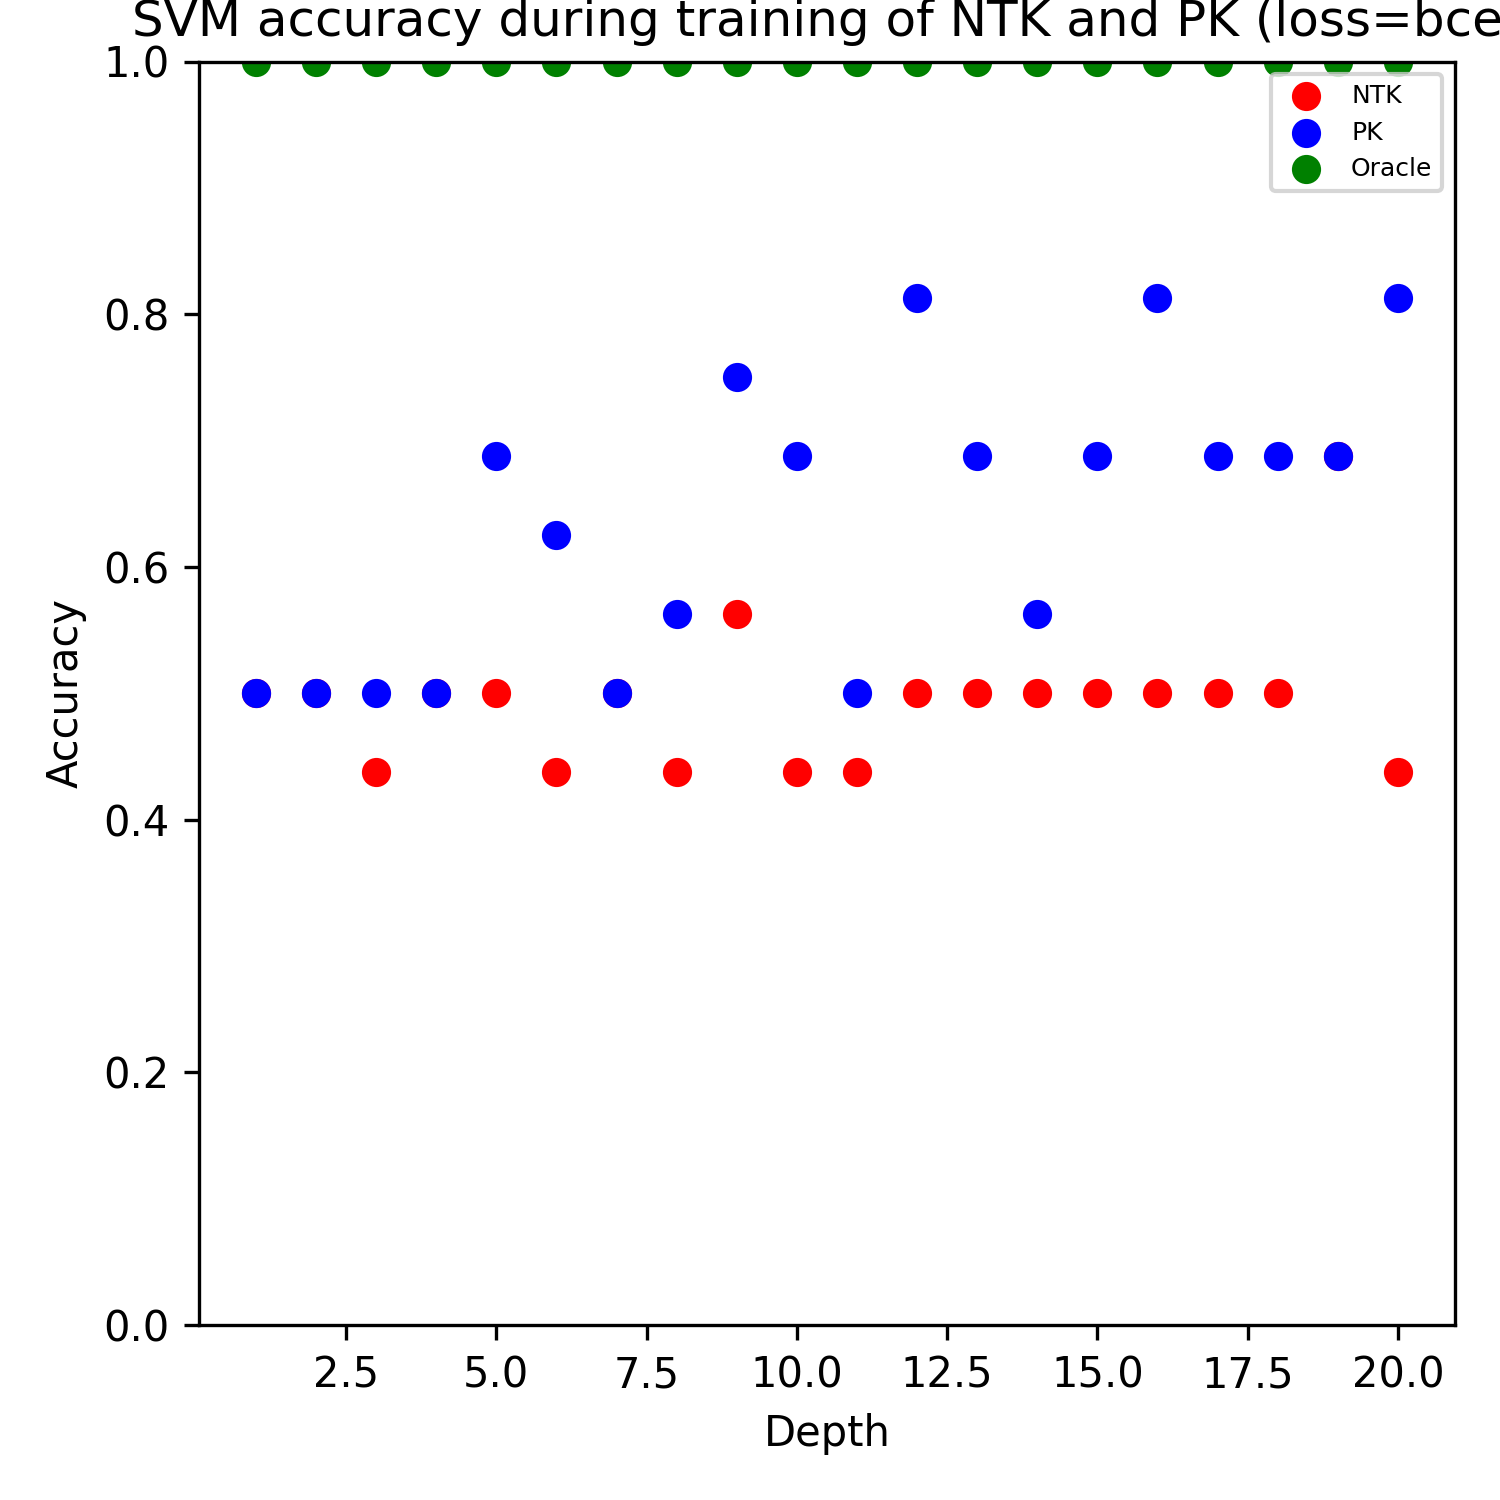 SVM accuracy during training of NTK and PK (loss=bce
1.0
0.8
0.6
0.4
0.2
0.0
Accuracy
NTK
PK
Oracle
2.5 5.0 7.5 10.0 12.5 15.0 17.5 20.0
Depth